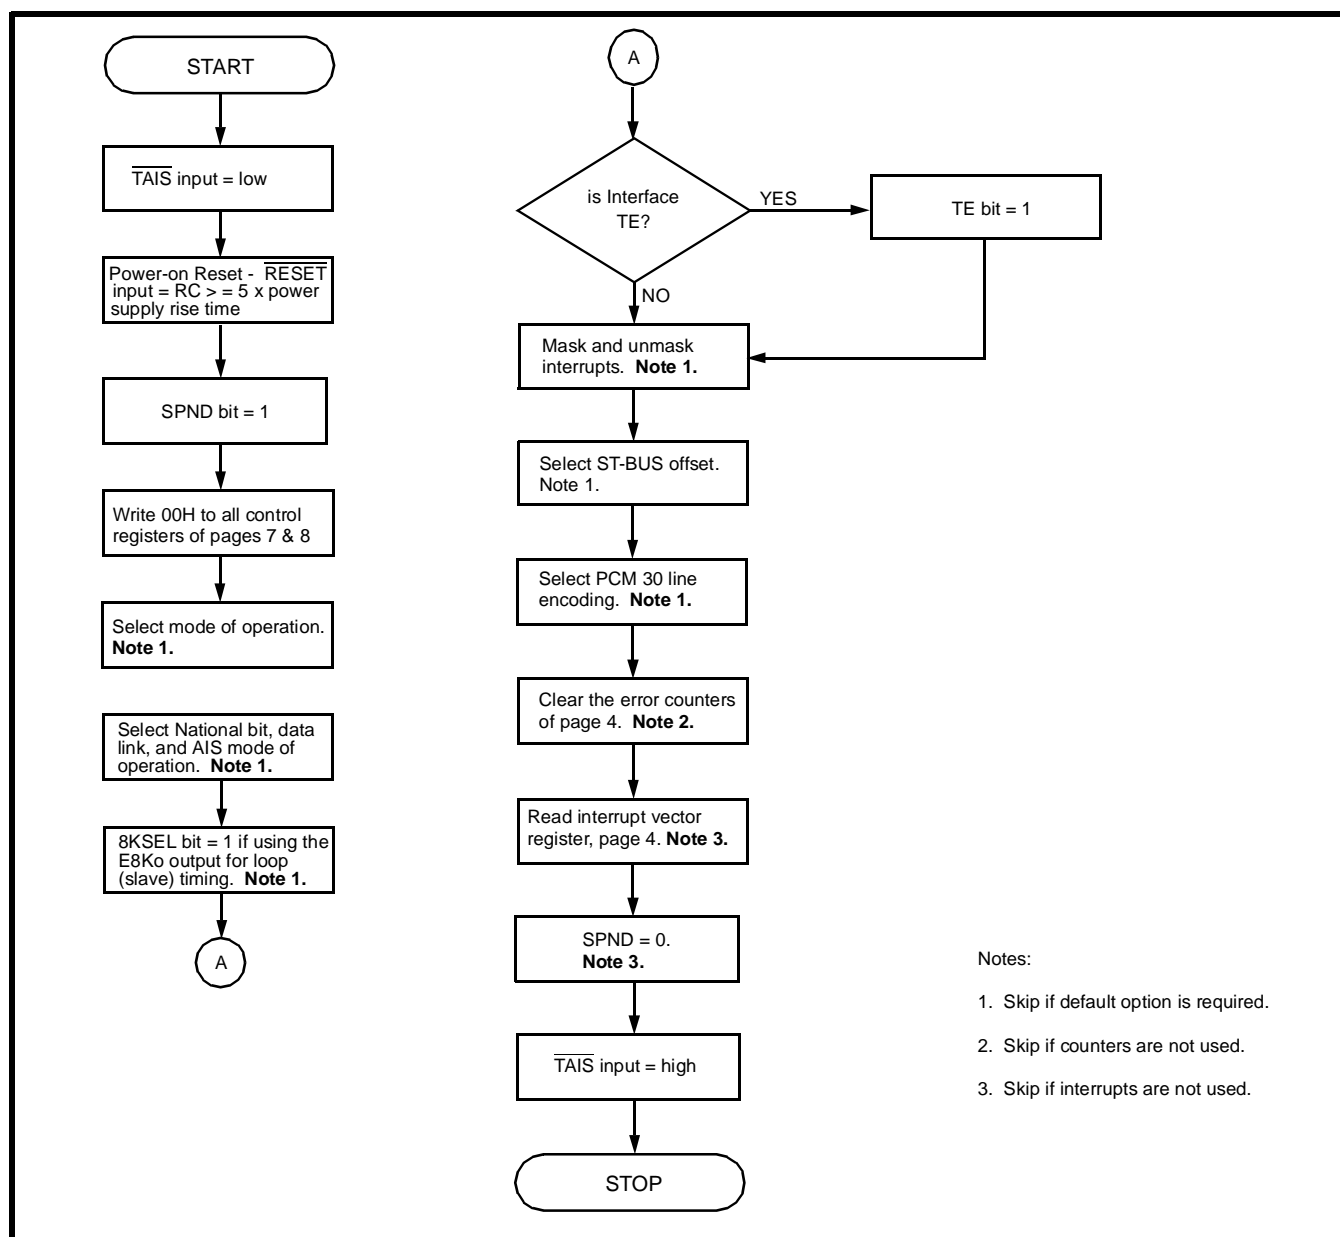 START
TAIS input = low
Power-on Reset - RESET
input = RC > = 5 x power
supply rise time
SPND bit = 1
Write 00H to all control
registers of pages 7 & 8
Select mode of operation.
Note 1.
Select National bit, data
link, and AIS mode of
operation. Note 1.
8KSEL bit = 1 if using the
E8Ko output for loop
(slave) timing. Note 1.
A
A
is Interface
TE?
YES
TE bit = 1
NO
Mask and unmask
interrupts. Note 1.
Select ST-BUS offset.
Note 1.
Select PCM 30 line
encoding. Note 1.
Clear the error counters
of page 4. Note 2.
Read interrupt vector
register, page 4. Note 3.
SPND = 0.
Note 3.
TAIS input = high
STOP
Notes:
1. Skip if default option is required.
2. Skip if counters are not used.
3. Skip if interrupts are not used.